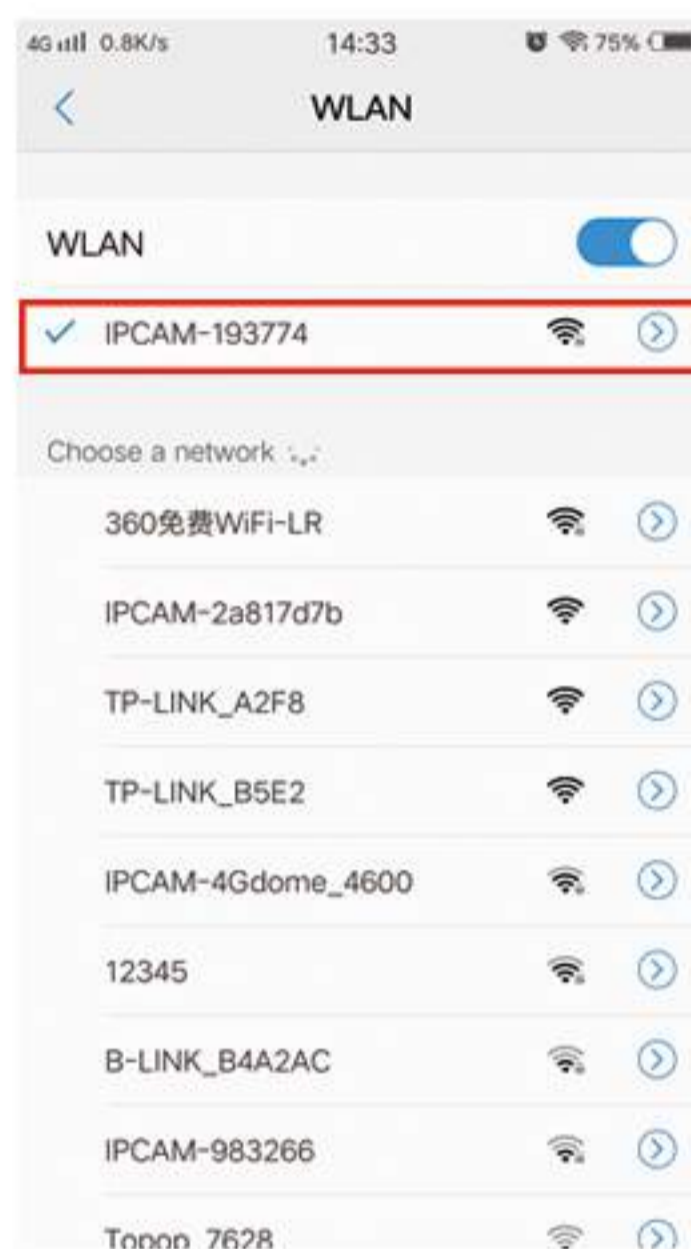 4G 0.8K/s 14:33 75%
WLAN
WLAN
IPCAM-193774
Choose a network
360免费WiFi-LR
IPCAM-2a817d7b
TP-LINK_A2F8
TP-LINK_B5E2
IPCAM-4Gdome_4600
12345
B-LINK_B4A2AC
IPCAM-983266
Topop_7628